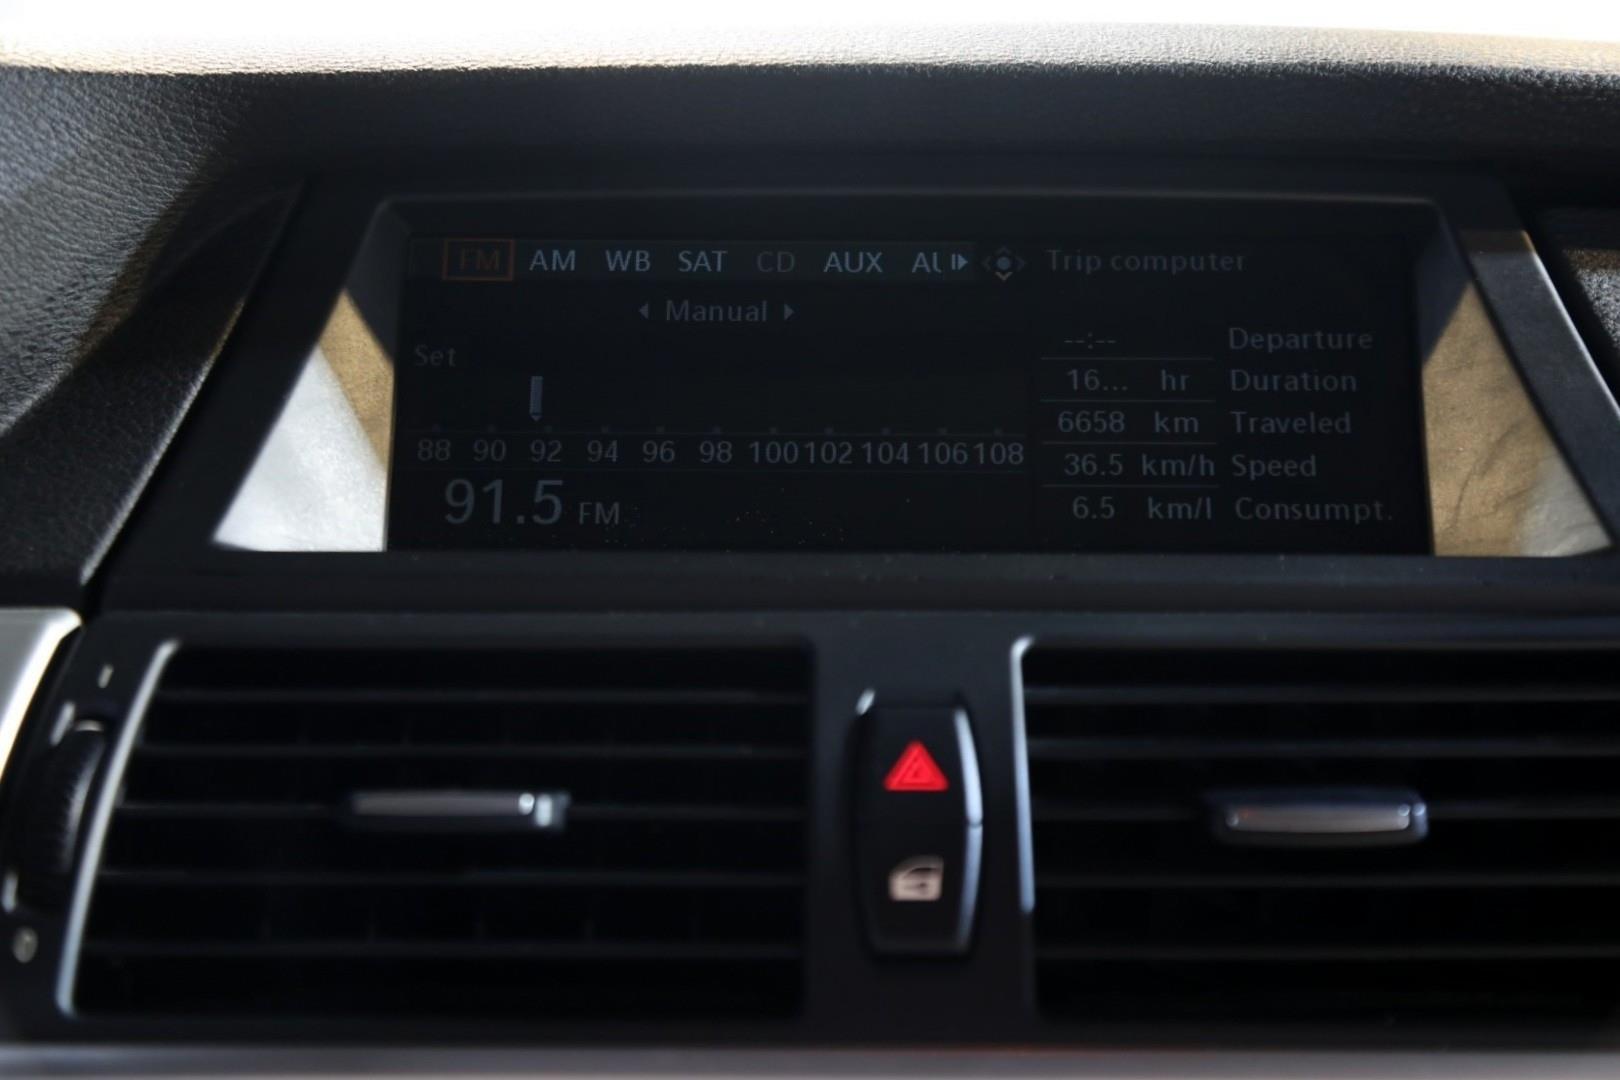 FM AM WB SAT CD AUX AU
Trip computer
Manual
Set
88 90 92 94 96 98 100 102 104 106 108
91.5 FM
--:-- Departure
16... hr Duration
6658 km Traveled
36.5 km/h Speed
6.5 km/l Consumpt.